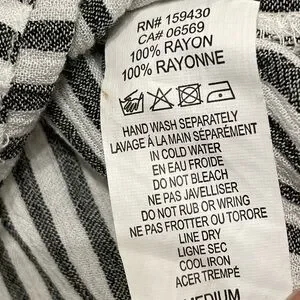 RN# 159430
CA# 06569
100% RAYON
100% RAYONNE
HAND WASH SEPARATELY
LAVAGE À LA MAIN SÉPARÉMENT
IN COLD WATER
EN EAU FROIDE
DO NOT BLEACH
NE PAS JAVELLISER
DO NOT RUB OR WRING
NE PAS FROTTER OU TORORE
LINE DRY
LIGNE SEC
COOL IRON
ACER TREMPÉ
MEDIUM